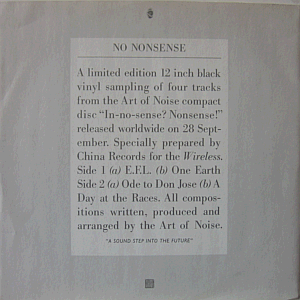 NO NONSENSE
A limited edition 12 inch black
vinyl sampling of four tracks
from the Art of Noise compact
disc “In-no-sense? Nonsense!”
released worldwide on 28 Sept-
ember. Specially prepared by
China Records for the Wireless.
Side 1 (a) E.F.L. (b) One Earth
Side 2 (a) Ode to Don Jose (b) A
Day at the Races. All compos-
itions written, produced and
arranged by the Art of Noise.
"A SOUND STEP INTO THE FUTURE"